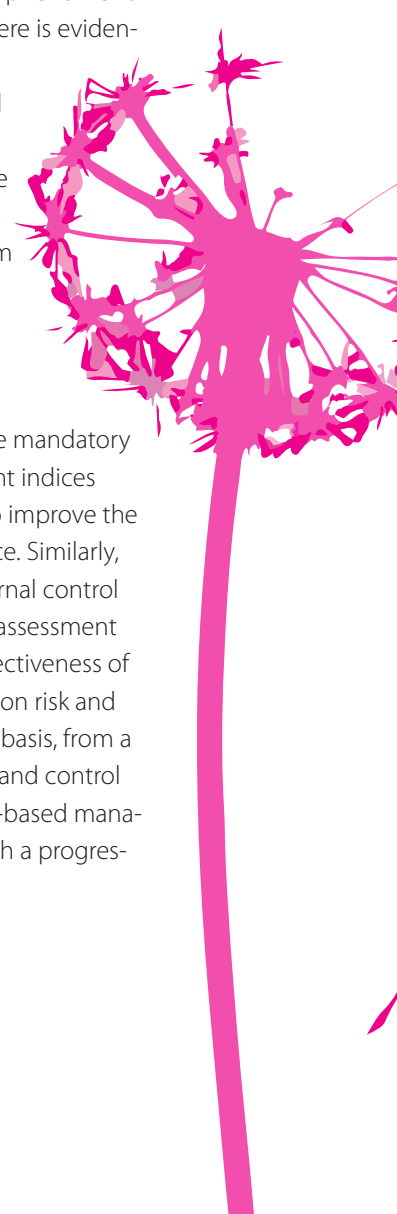 ere is eviden-
e
m
e mandatory
nt indices
o improve the
ce. Similarly,
rnal control
assessment
ectiveness of
on risk and
basis, from a
and control
-based mana-
h a progres-